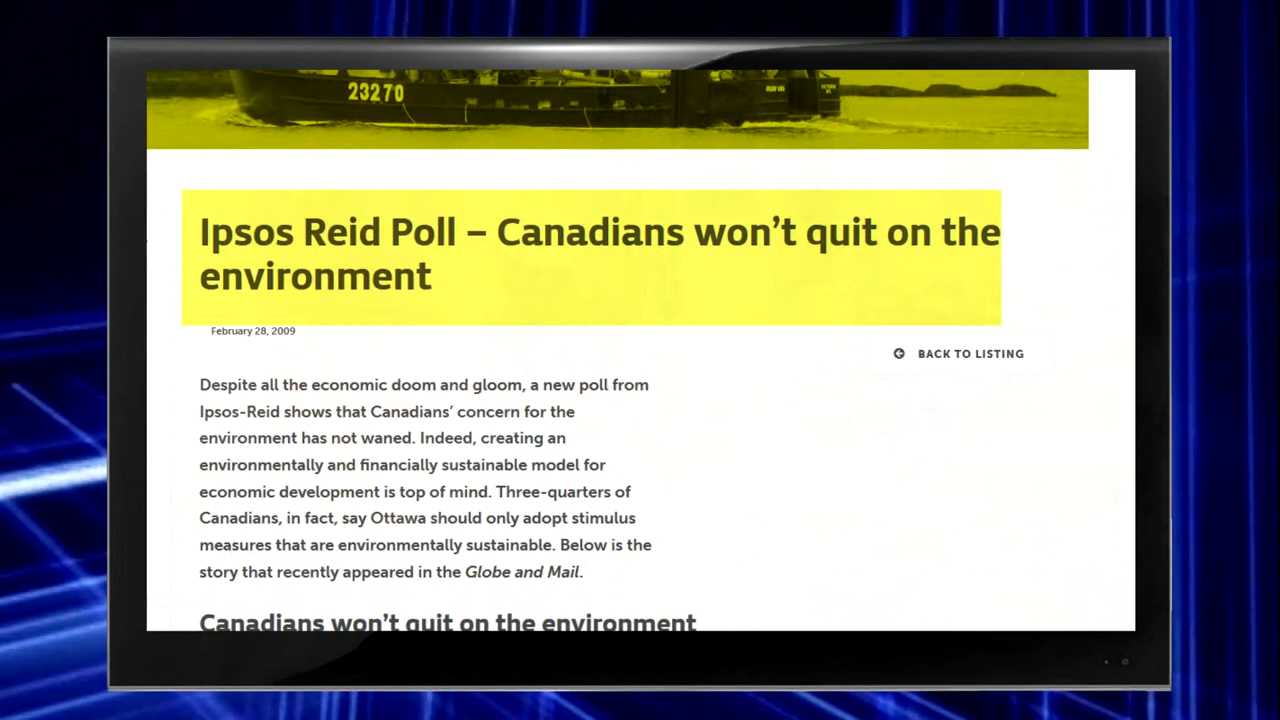 23270
Ipsos Reid Poll – Canadians won’t quit on the
environment
February 28, 2009
BACK TO LISTING
Despite all the economic doom and gloom, a new poll from
Ipsos-Reid shows that Canadians’ concern for the
environment has not waned. Indeed, creating an
environmentally and financially sustainable model for
economic development is top of mind. Three-quarters of
Canadians, in fact, say Ottawa should only adopt stimulus
measures that are environmentally sustainable. Below is the
story that recently appeared in the Globe and Mail.
Canadians won’t quit on the environment